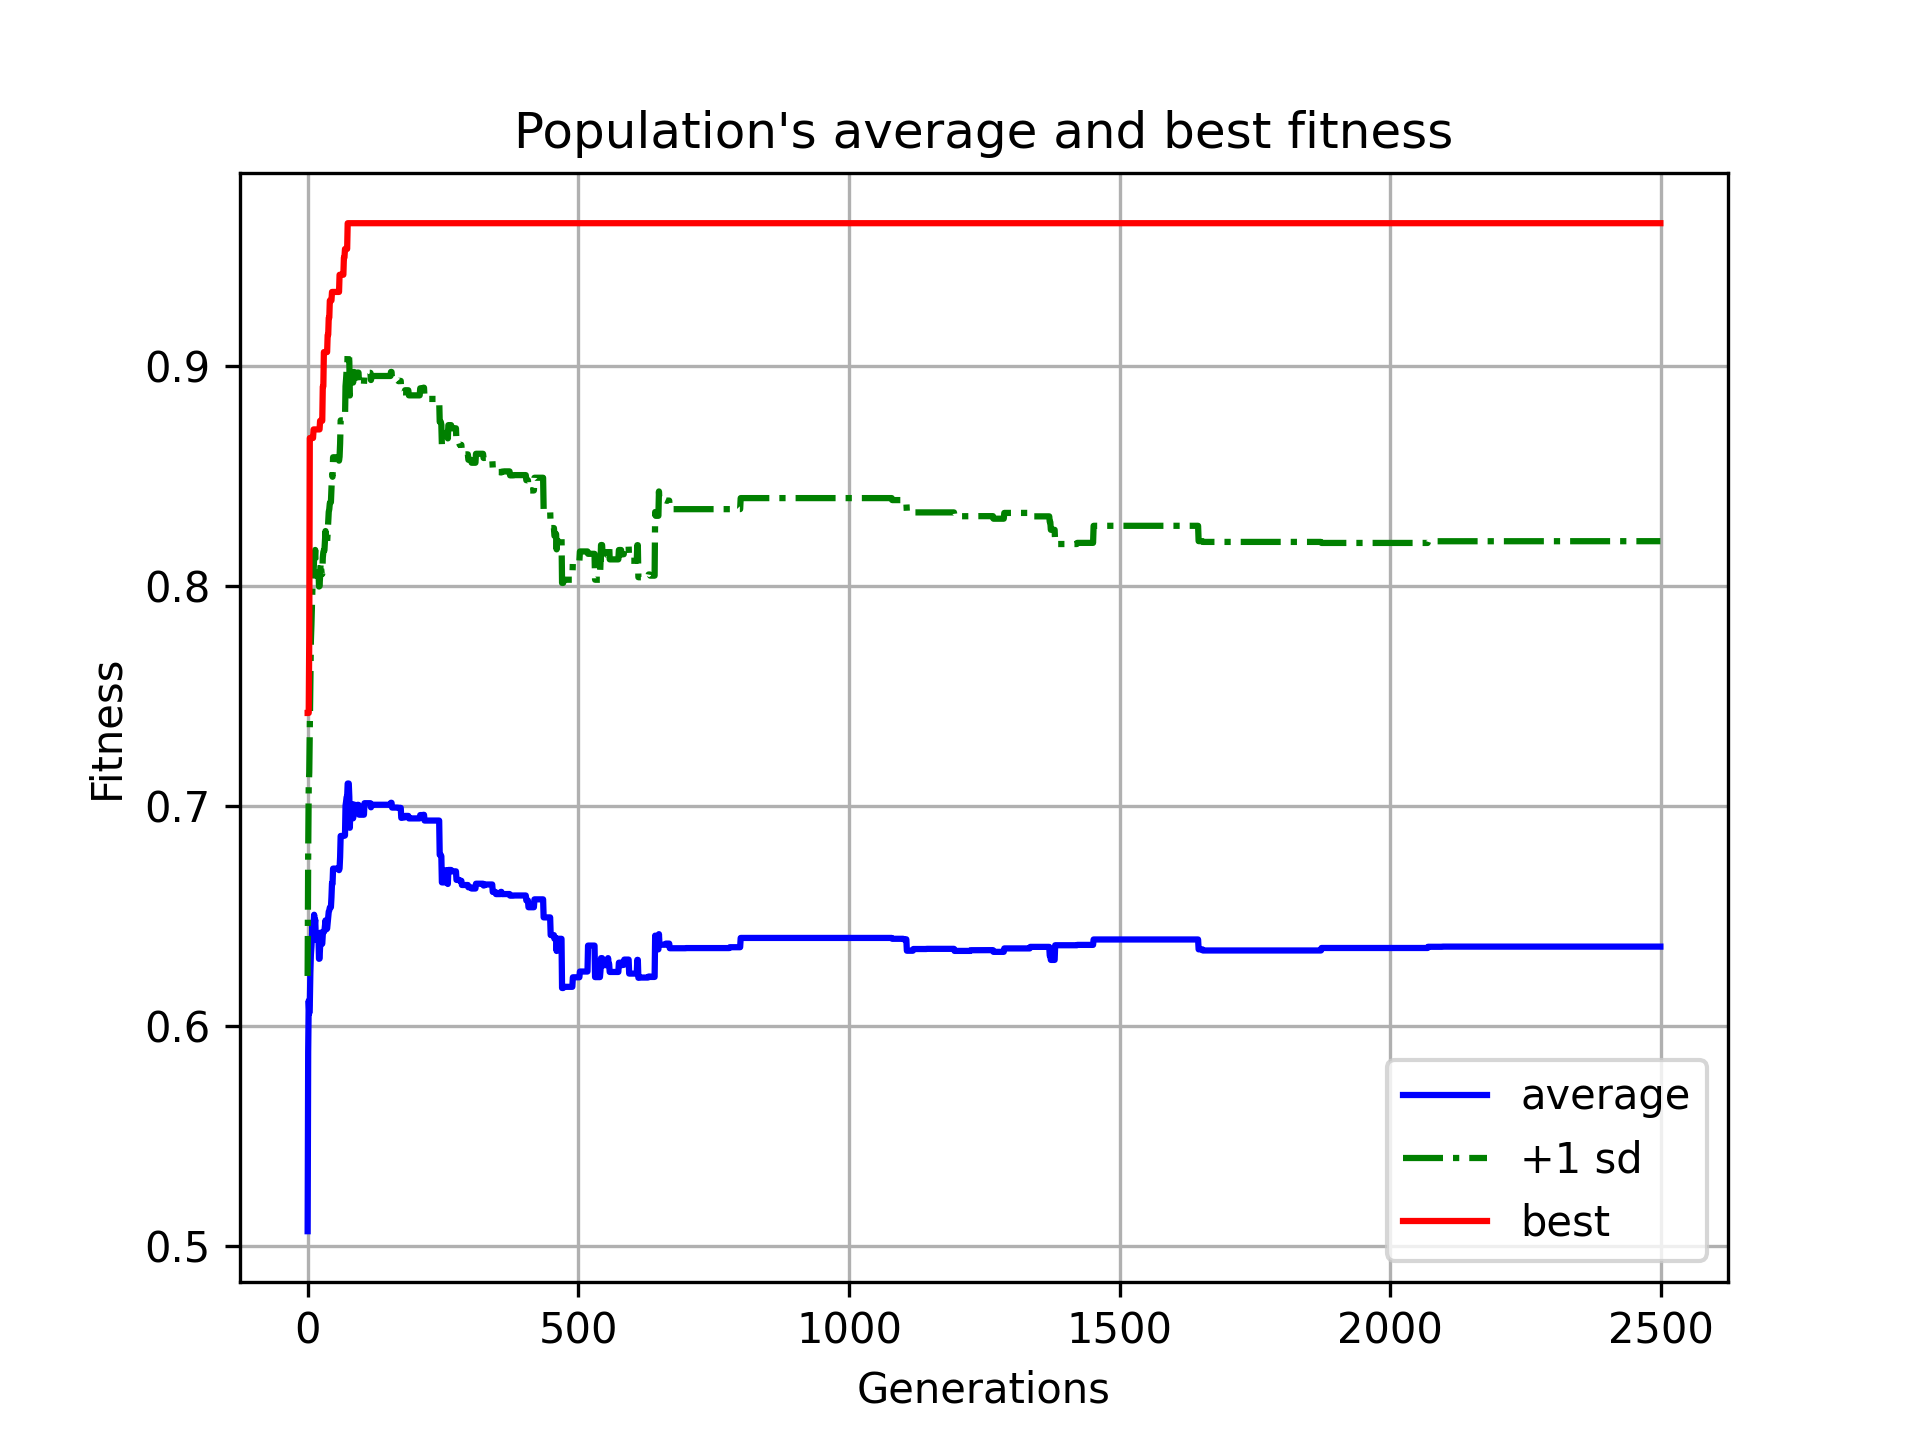 Population's average and best fitness
Fitness
0.9
0.8
0.7
0.6
0.5
0
500
1000
1500
2000
2500
Generations
average
+1 sd
best